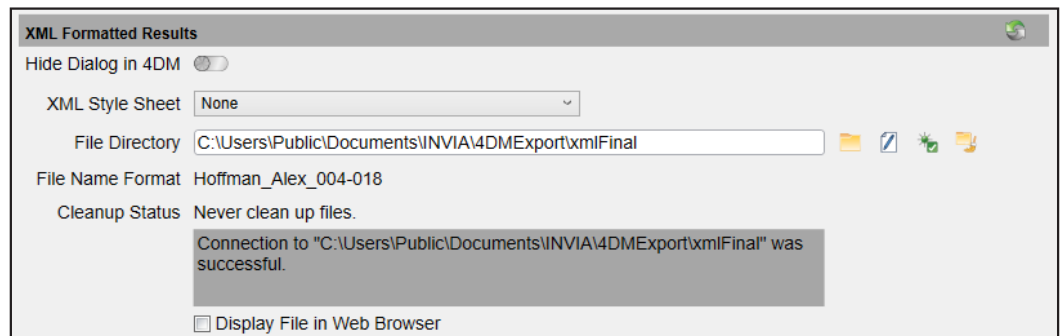 XML Formatted Results
Hide Dialog in 4DM
XML Style Sheet None
File Directory C:\Users\Public\Documents\INVIA\4DMExport\xmlFinal
File Name Format Hoffman_Alex_004-018
Cleanup Status Never clean up files.
Connection to "C:\Users\Public\Documents\INVIA\4DMExport\xmlFinal" was
successful.
Display File in Web Browser